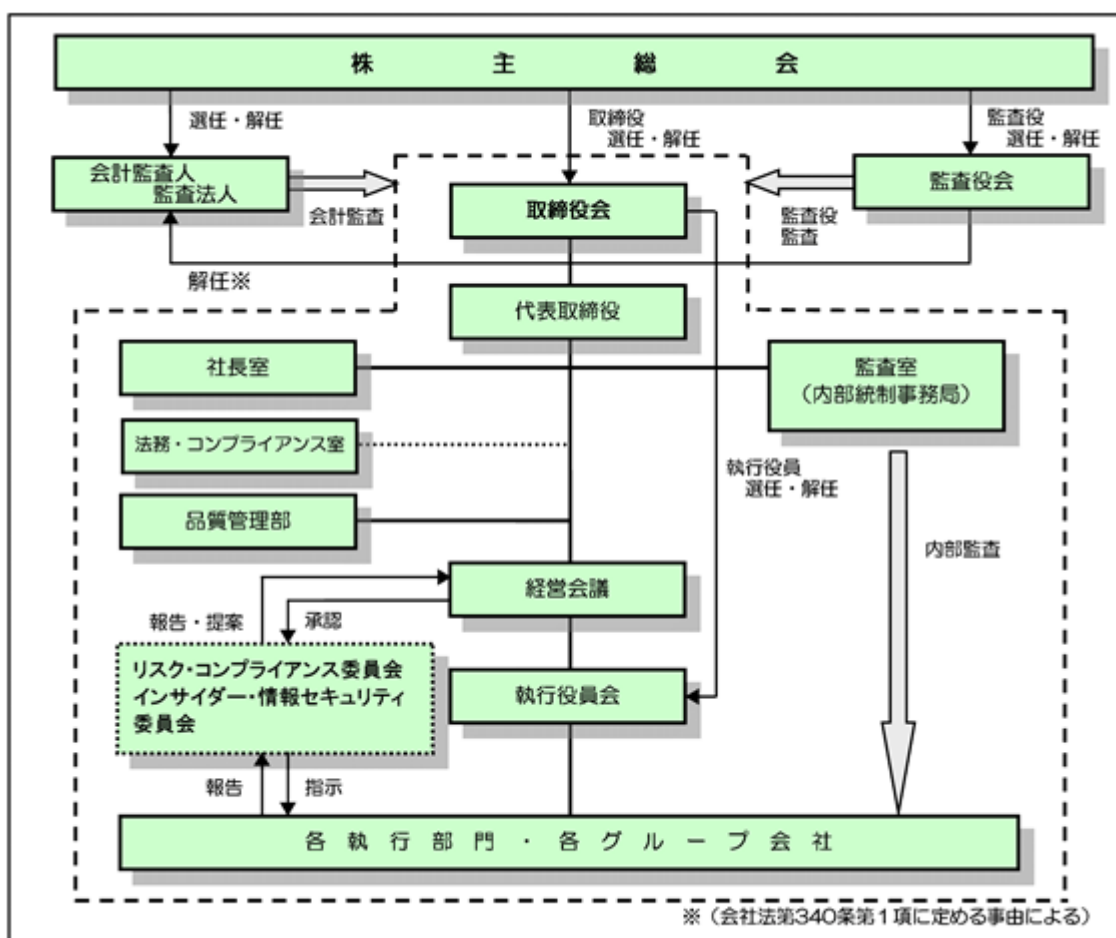 株主総会
選任・解任
取締役
選任・解任
監査役
選任・解任
会計監査人
監査法人
会計監査
取締役会
監査役
監査
監査役会
解任※
代表取締役
社長室
監査室
（内部統制事務局）
法務・コンプライアンス室
執行役員
選任・解任
品質管理部
内部監査
経営会議
報告・提案
承認
リスク・コンプライアンス委員会
インサイダー・情報セキュリティ
委員会
執行役員会
報告
指示
各執行部門・各グループ会社
※（会社法第340条第１項に定める事由による）